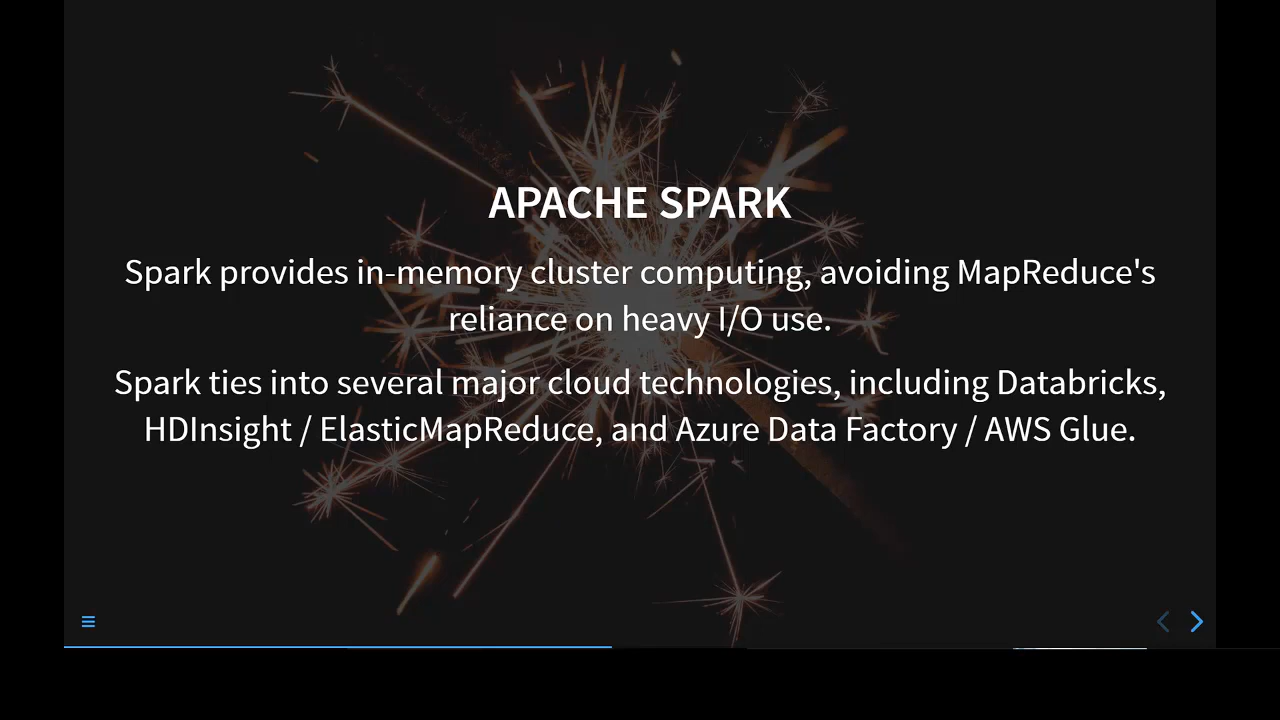 APACHE SPARK
Spark provides in-memory cluster computing, avoiding MapReduce's
reliance on heavy I/O use.
Spark ties into several major cloud technologies, including Databricks,
HDInsight / ElasticMapReduce, and Azure Data Factory / AWS Glue.